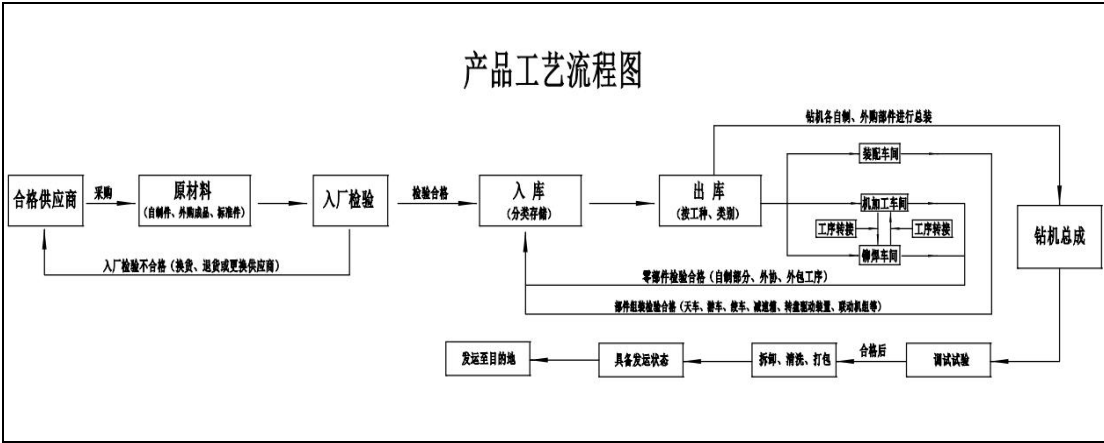 产品工艺流程图
钻机各自制、外购部件进行总装
装配车间
合格供应商
采购
原材料
(自制件、外购成品、标准件)
入厂检验
检验合格
入 库
(分类存储)
出 库
(按工种、类别)
机加工车间
工序转接
工序转接
铆焊车间
钻机总成
入厂检验不合格(换货、退货或更换供应商)
零部件检验合格(自制部分、外协、外包工序)
部件组装检验合格(天车、游车、绞车、减速箱、转盘驱动装置、联动机组等)
发运至目的地
具备发运状态
拆卸、清洗、打包
合格后
调试试验